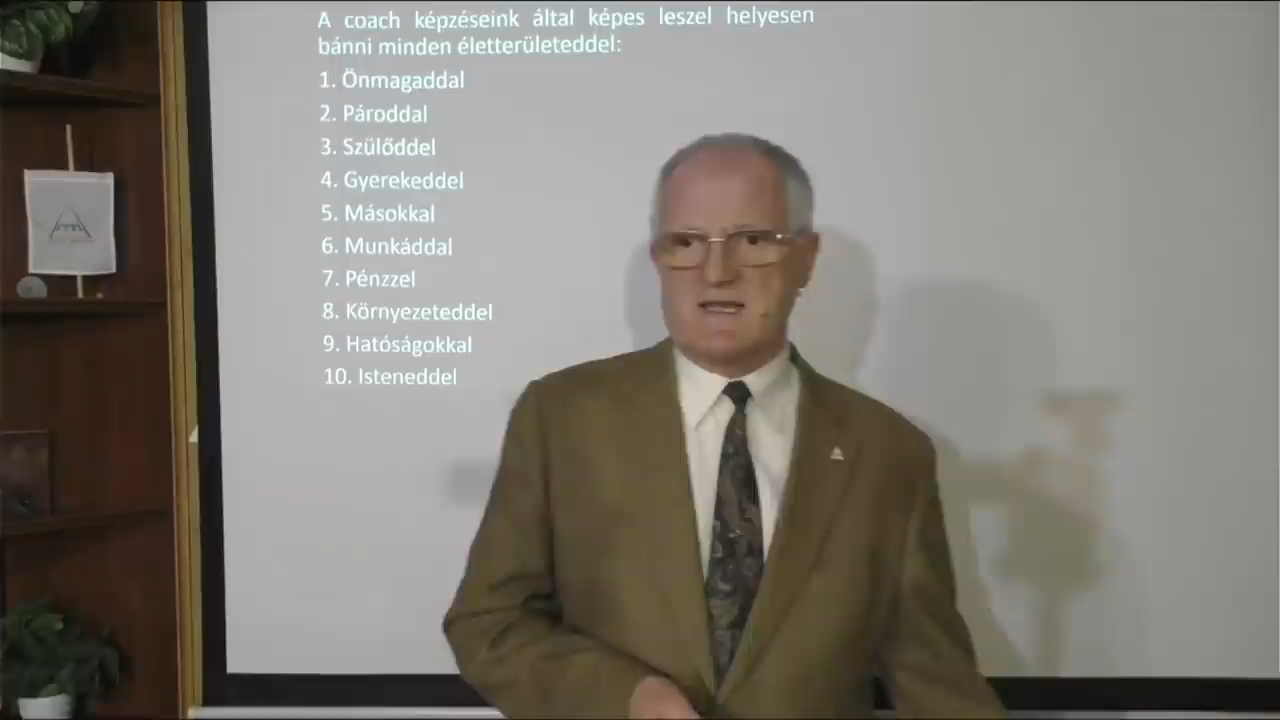 A coach képzéseink által képes leszel helyesen
bánni minden életterületeddel:
1. Önmagaddal
2. Pároddal
3. Szülőddel
4. Gyerekeddel
5. Másokkal
6. Munkáddal
7. Pénzzel
8. Környezeteddel
9. Hatóságokkal
10. Isteneddel